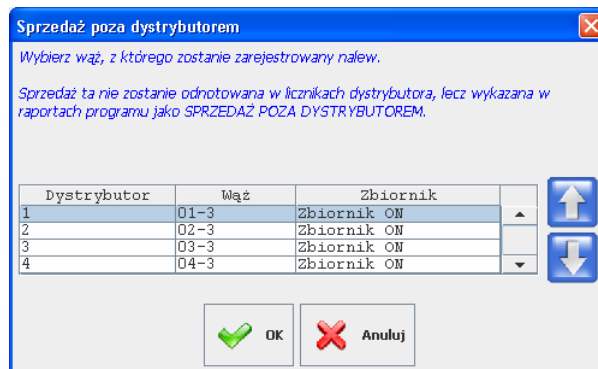 Sprzedaż poza dystrybutorem
Wybierz wąż, z którego zostanie zarejestrowany nalew.
Sprzedaż ta nie zostanie odnotowana w licznikach dystrybutora, lecz wykazana w
raportach programu jako SPRZEDAŻ POZA DYSTRYBUTOREM.
Dystrybutor Wąż Zbiornik
1 01-3 Zbiornik ON
2 02-3 Zbiornik ON
3 03-3 Zbiornik ON
4 04-3 Zbiornik ON
OK Anuluj